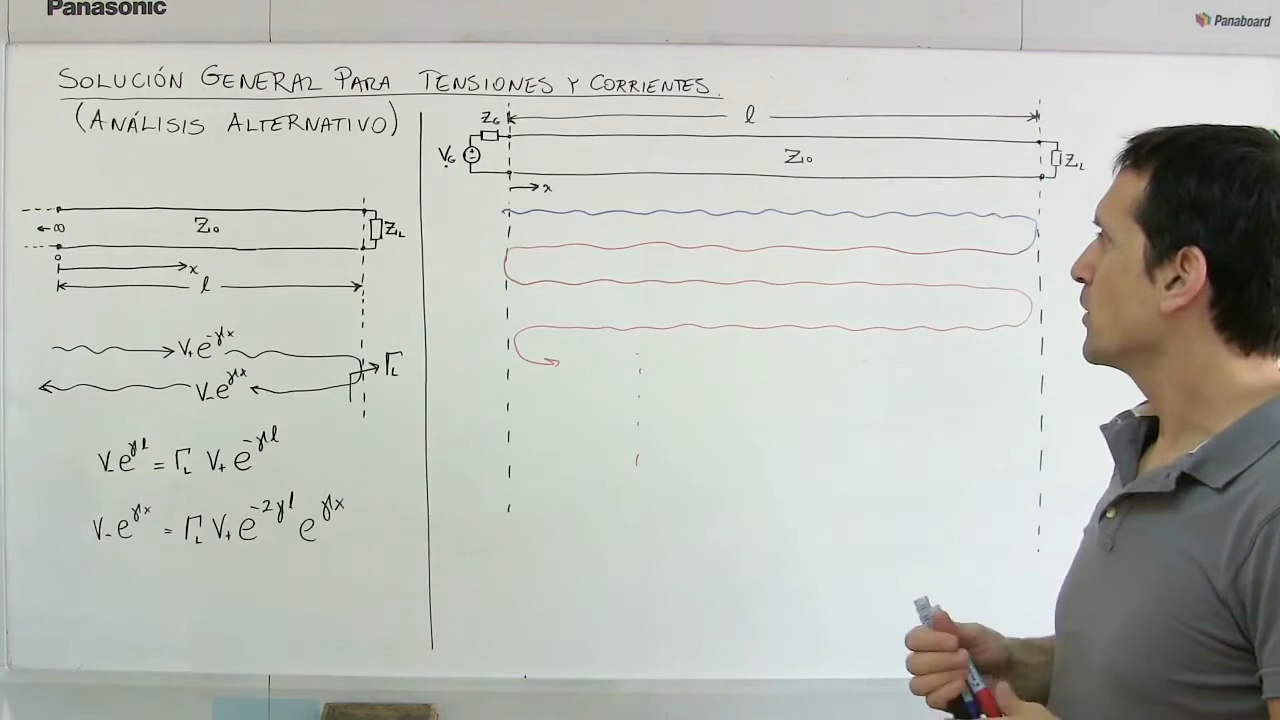 Panasonic
Panaboard
SOLUCIÓN GENERAL PARA TENSIONES Y CORRIENTES.
(ANÁLISIS ALTERNATIVO)
Z₀
Z_L
←∞
0
x
l
V₊e^{-γx}
V₋e^{γx}
Γ_L
V₋e^{γl} = Γ_L V₊e^{-γl}
V₋e^{γx} = Γ_L V₊e^{-2γl} e^{γx}
Z_G
l
V_G
Z₀
Z_L
x